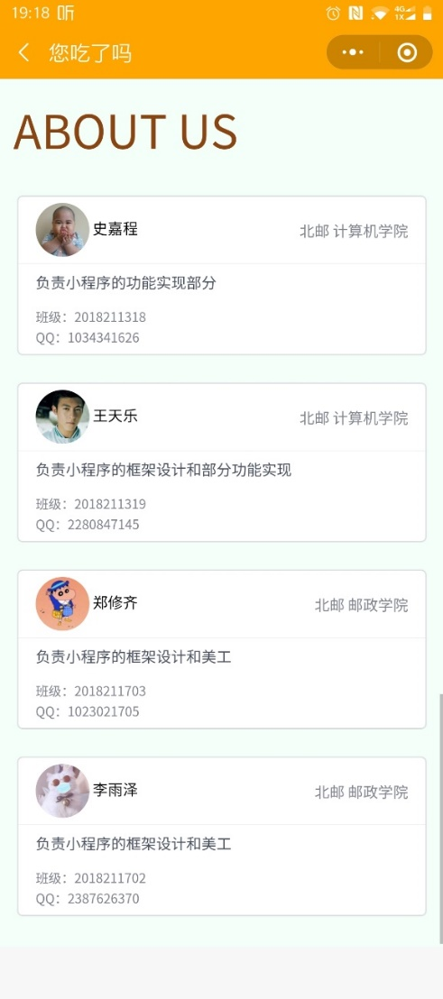 19:18 听
4G
1X
您吃了吗
ABOUT US
史嘉程
北邮 计算机学院
负责小程序的功能实现部分
班级：2018211318
QQ：1034341626
王天乐
北邮 计算机学院
负责小程序的框架设计和部分功能实现
班级：2018211319
QQ：2280847145
郑修齐
北邮 邮政学院
负责小程序的框架设计和美工
班级：2018211703
QQ：1023021705
李雨泽
北邮 邮政学院
负责小程序的框架设计和美工
班级：2018211702
QQ：2387626370